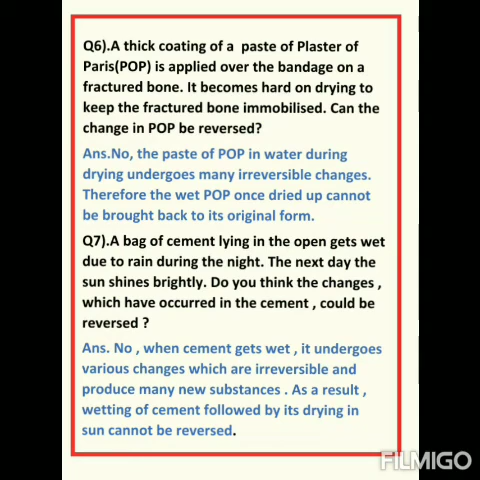 Q6).A thick coating of a paste of Plaster of
Paris(POP) is applied over the bandage on a
fractured bone. It becomes hard on drying to
keep the fractured bone immobilised. Can the
change in POP be reversed?
Ans.No, the paste of POP in water during
drying undergoes many irreversible changes.
Therefore the wet POP once dried up cannot
be brought back to its original form.
Q7).A bag of cement lying in the open gets wet
due to rain during the night. The next day the
sun shines brightly. Do you think the changes ,
which have occurred in the cement , could be
reversed ?
Ans. No , when cement gets wet , it undergoes
various changes which are irreversible and
produce many new substances . As a result ,
wetting of cement followed by its drying in
sun cannot be reversed.
FILMIGO